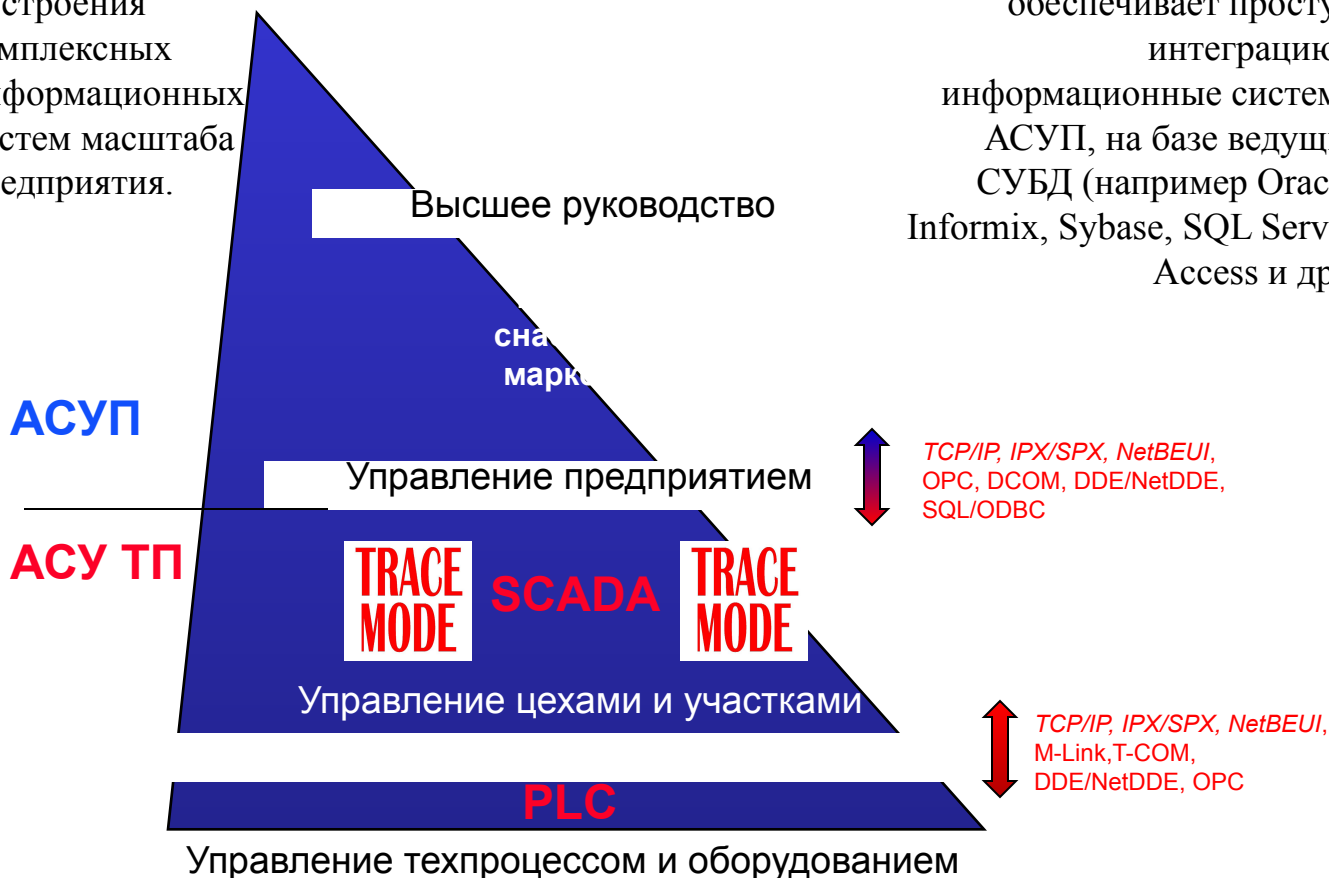 строения
мплексных
формационных
стем масштаба
едприятия.
обеспечивает просту
интеграцию
информационные систем
АСУП, на базе ведущ
СУБД (например Orac
Informix, Sybase, SQL Serv
Access и др
Высшее руководство
сна
марк
АСУП
Управление предприятием
TCP/IP, IPX/SPX, NetBEUI,
OPC, DCOM, DDE/NetDDE,
SQL/ODBC
АСУ ТП
TRACE
MODE
SCADA
TRACE
MODE
Управление цехами и участками
TCP/IP, IPX/SPX, NetBEUI,
M-Link,T-COM,
DDE/NetDDE, OPC
PLC
Управление техпроцессом и оборудованием